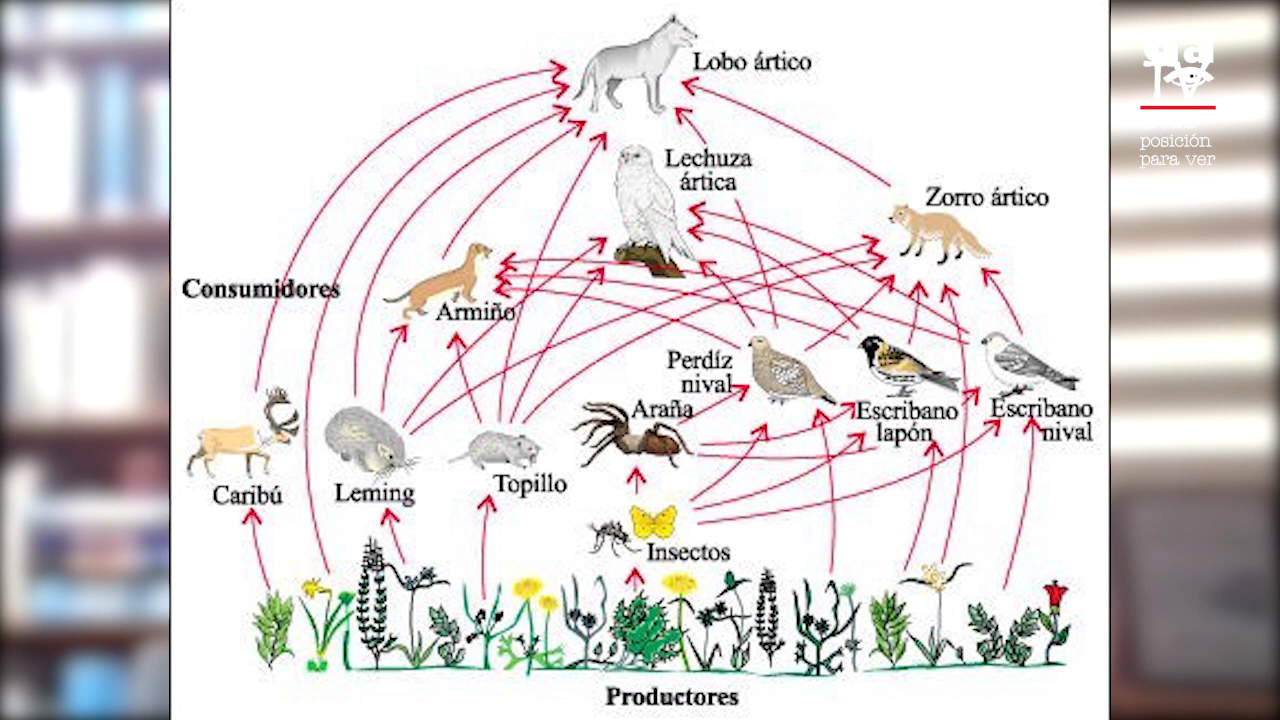 Lobo ártico
Lechuza
ártica
Zorro ártico
Consumidores
Armiño
Perdíz
nival
Araña
Escribano
lapón
Escribano
nival
Caribú
Leming
Topillo
Insectos
Productores
posición
para ver